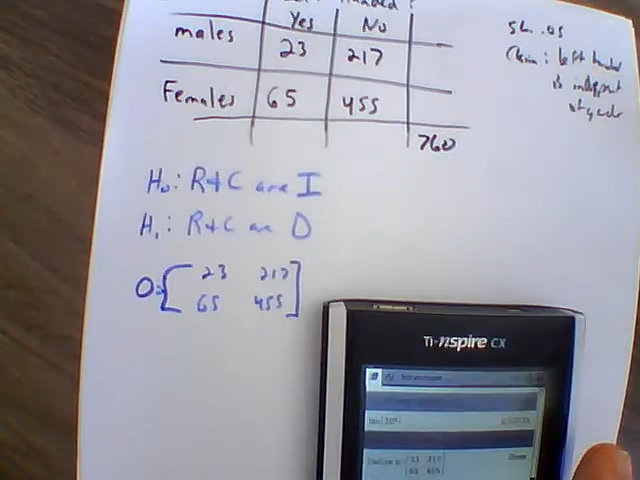 Handed?
Yes No
males 23 217
Females 65 455
760
SL .05
Claim: left handed
is independent
of gender
H₀: R+C are I
H₁: R+C are D
O=[23 217
65 455]
TI-nspire CX